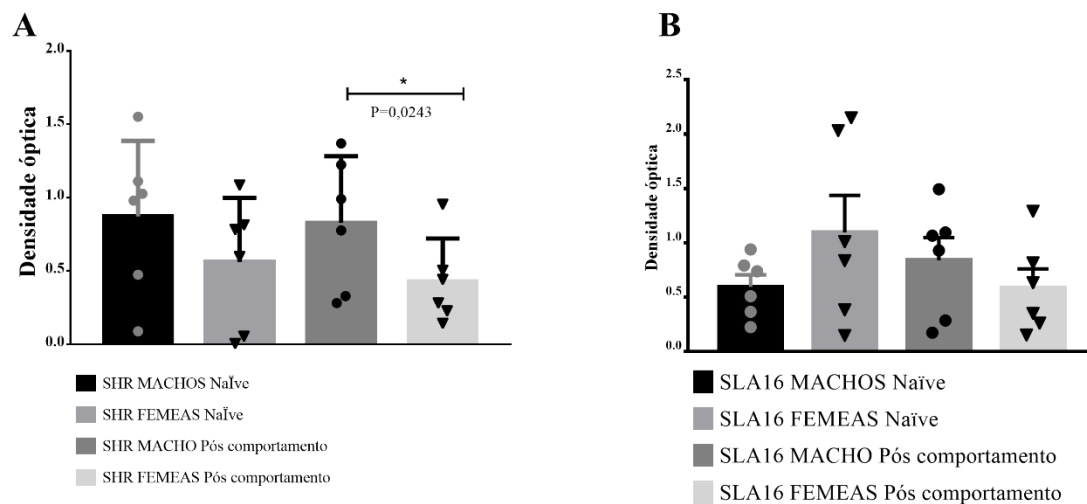 A
Densidade óptica
2.0
1.5
1.0
0.5
0.0
*
P=0,0243
SHR MACHOS NaÏve
SHR FEMEAS NaÏve
SHR MACHO Pós comportamento
SHR FEMEAS Pós comportamento
B
Densidade óptica
2.5
2.0
1.5
1.0
0.5
0.0
SLA16 MACHOS Naïve
SLA16 FEMEAS Naïve
SLA16 MACHO Pós comportamento
SLA16 FEMEAS Pós comportamento